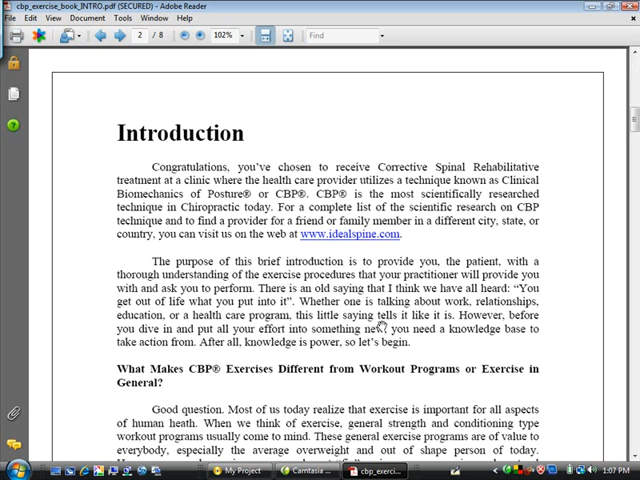 cbp_exercise_book_INTRO.pdf (SECURED) - Adobe Reader
File Edit View Document Tools Window Help
2 / 8 102% Find
Introduction
Congratulations, you've chosen to receive Corrective Spinal Rehabilitative
treatment at a clinic where the health care provider utilizes a technique known as Clinical
Biomechanics of Posture® or CBP®. CBP® is the most scientifically researched
technique in Chiropractic today. For a complete list of the scientific research on CBP
technique and to find a provider for a friend or family member in a different city, state, or
country, you can visit us on the web at www.idealspine.com.
The purpose of this brief introduction is to provide you, the patient, with a
thorough understanding of the exercise procedures that your practitioner will provide you
with and ask you to perform. There is an old saying that I think we have all heard: “You
get out of life what you put into it”. Whether one is talking about work, relationships,
education, or a health care program, this little saying tells it like it is. However, before
you dive in and put all your effort into something new, you need a knowledge base to
take action from. After all, knowledge is power, so let's begin.
What Makes CBP® Exercises Different from Workout Programs or Exercise in
General?
Good question. Most of us today realize that exercise is important for all aspects
of human heath. When we think of exercise, general strength and conditioning type
workout programs usually come to mind. These general exercise programs are of value to
everybody, especially the average overweight and out of shape person of today.
My Project Camtasia ... cbp_exerci... 1:07 PM